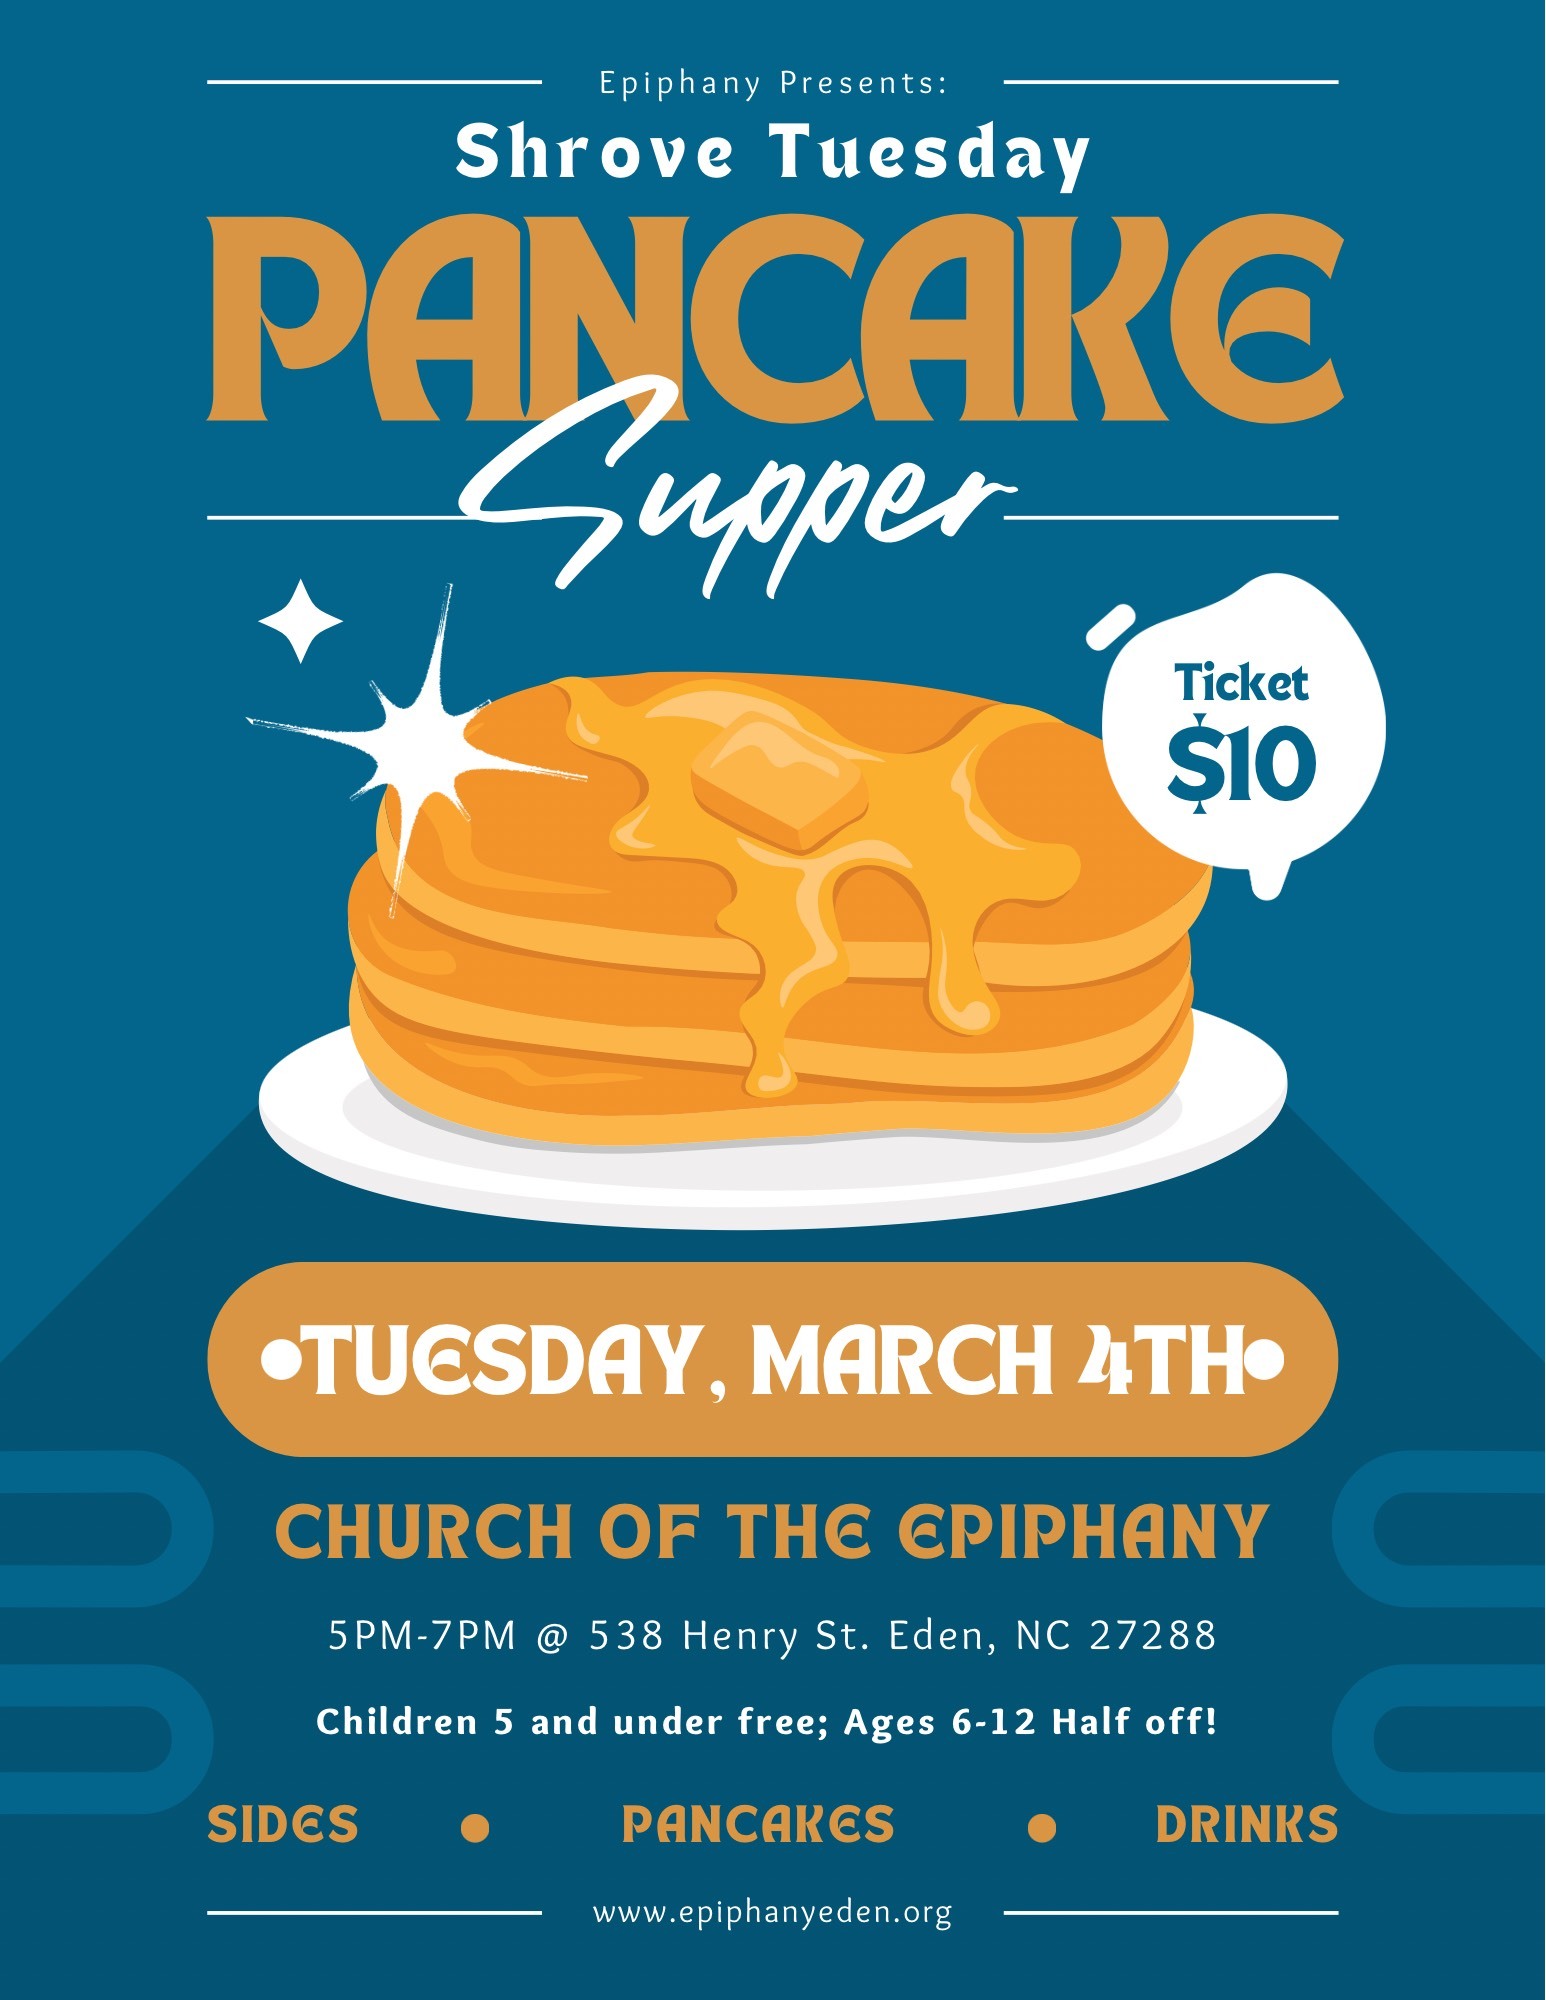 Epiphany Presents:
Shrove Tuesday
PANCAKE
Supper
Ticket
$10
•TUESDAY, MARCH 4TH•
CHURCH OF THE EPIPHANY
5PM-7PM @ 538 Henry St. Eden, NC 27288
Children 5 and under free; Ages 6-12 Half off!
SIDES • PANCAKES • DRINKS
www.epiphanyeden.org